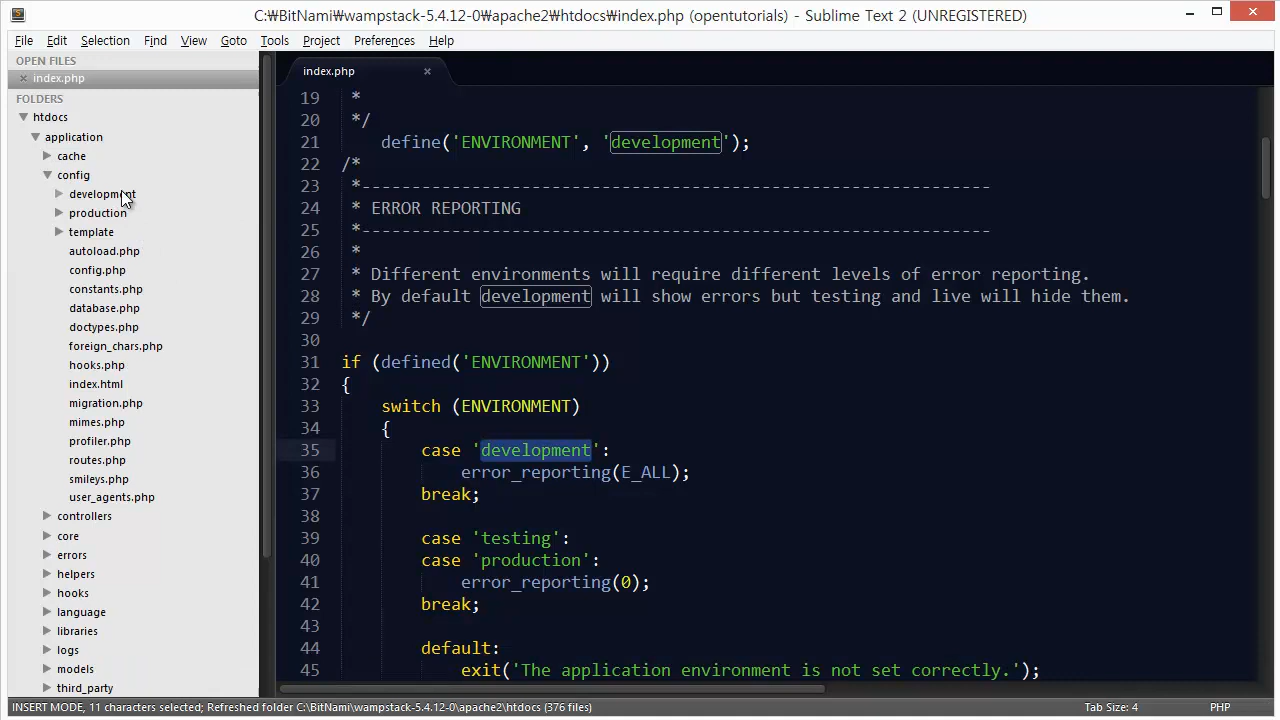 C:₩BitNami₩wampstack-5.4.12-0₩apache2₩htdocs₩index.php (opentutorials) - Sublime Text 2 (UNREGISTERED)
File Edit Selection Find View Goto Tools Project Preferences Help
OPEN FILES
index.php
FOLDERS
htdocs
application
cache
config
development
production
template
autoload.php
config.php
constants.php
database.php
doctypes.php
foreign_chars.php
hooks.php
index.html
migration.php
mimes.php
profiler.php
routes.php
smileys.php
user_agents.php
controllers
core
errors
helpers
hooks
language
libraries
logs
models
third_party
index.php
19 *
20 */
21 define('ENVIRONMENT', 'development');
22 /*
23 *---------------------------------------------------------------
24 * ERROR REPORTING
25 *---------------------------------------------------------------
26 *
27 * Different environments will require different levels of error reporting.
28 * By default development will show errors but testing and live will hide them.
29 */
30
31 if (defined('ENVIRONMENT'))
32 {
33 switch (ENVIRONMENT)
34 {
35 case 'development':
36 error_reporting(E_ALL);
37 break;
38
39 case 'testing':
40 case 'production':
41 error_reporting(0);
42 break;
43
44 default:
45 exit('The application environment is not set correctly.');
INSERT MODE, 11 characters selected; Refreshed folder C:\BitNami\wampstack-5.4.12-0\apache2\htdocs (376 files) Tab Size: 4 PHP